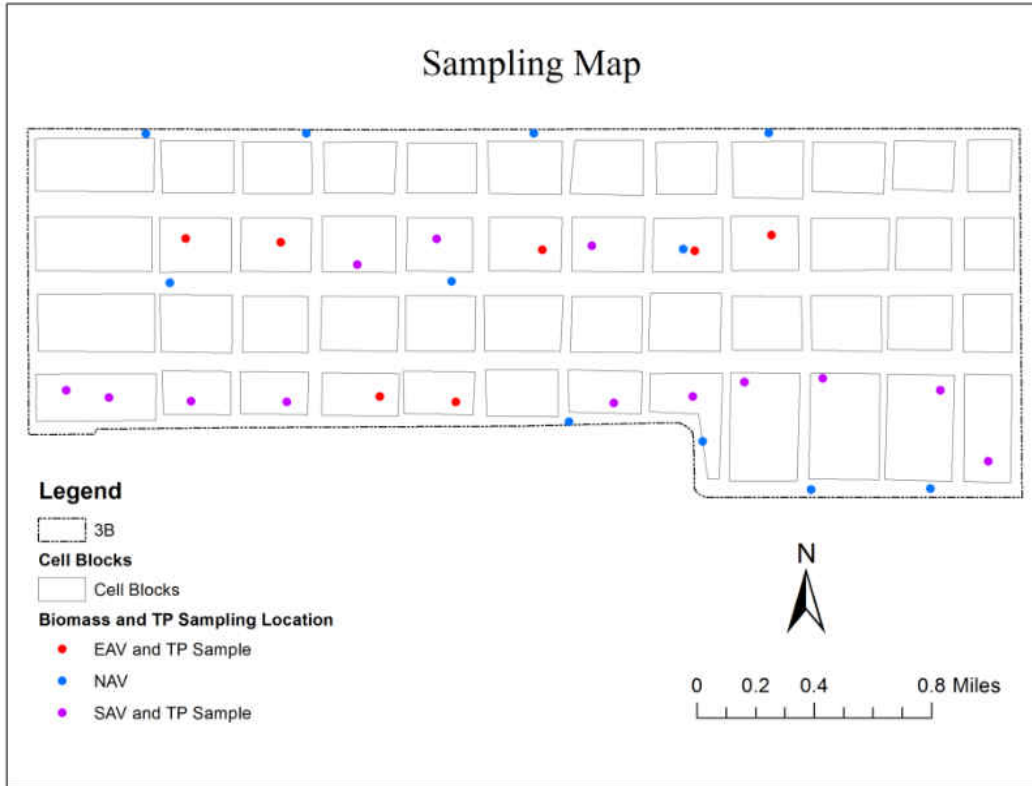 Sampling Map
Legend
3B
Cell Blocks
Cell Blocks
Biomass and TP Sampling Location
EAV and TP Sample
NAV
SAV and TP Sample
N
0 0.2 0.4 0.8 Miles